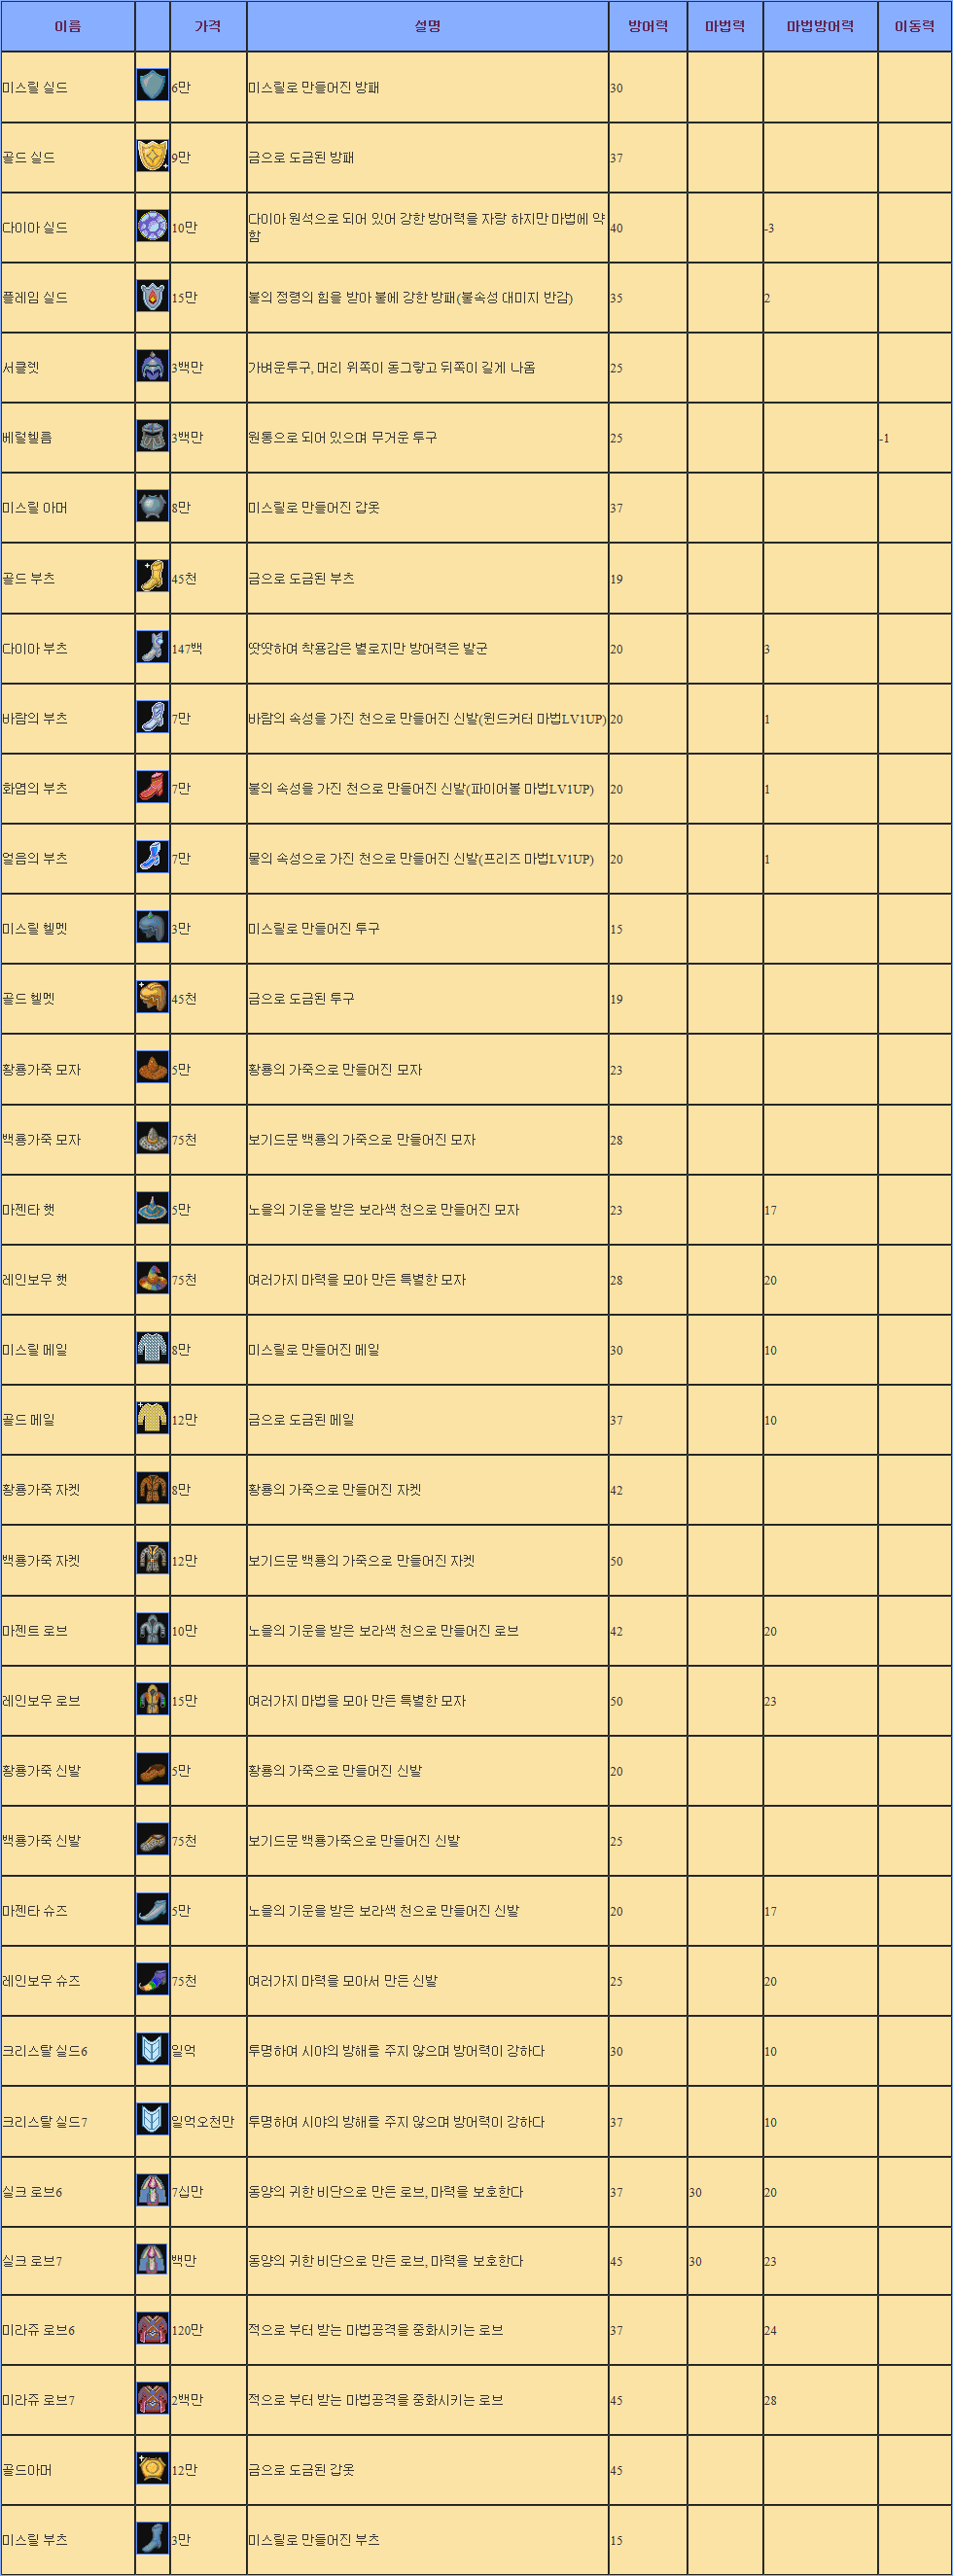 이름 가격 설명 방어력 마법력 마법방어력 이동력
미스릴 실드 6만 미스릴로 만들어진 방패 30
골드 실드 9만 금으로 도금된 방패 37
다이아 실드 10만 다이아 원석으로 되어 있어 강한 방어력을 자랑 하지만 마법에 약
함 40 -3
플레임 실드 15만 불의 정령의 힘을 받아 불에 강한 방패(불속성 대미지 반감) 35 2
서클렛 3백만 가벼운투구, 머리 위쪽이 동그랗고 뒤쪽이 길게 나옴 25
베럴헬름 3백만 원통으로 되어 있으며 무거운 투구 25 -1
미스릴 아머 8만 미스릴로 만들어진 갑옷 37
골드 부츠 45천 금으로 도금된 부츠 19
다이아 부츠 147백 땃땃하여 착용감은 별로지만 방어력은 발군 20 3
바람의 부츠 7만 바람의 속성을 가진 천으로 만들어진 신발(윈드커터 마법LV1UP) 20 1
화염의 부츠 7만 불의 속성을 가진 천으로 만들어진 신발(파이어볼 마법LV1UP) 20 1
얼음의 부츠 7만 물의 속성으로 가진 천으로 만들어진 신발(프리즈 마법LV1UP) 20 1
미스릴 헬멧 3만 미스릴로 만들어진 투구 15
골드 헬멧 45천 금으로 도금된 투구 19
황룡가죽 모자 5만 황룡의 가죽으로 만들어진 모자 23
백룡가죽 모자 75천 보기드문 백룡의 가죽으로 만들어진 모자 28
마젠타 햇 5만 노을의 기운을 받은 보라색 천으로 만들어진 모자 23 17
레인보우 햇 75천 여러가지 마력을 모아 만든 특별한 모자 28 20
미스릴 메일 8만 미스릴로 만들어진 메일 30 10
골드 메일 12만 금으로 도금된 메일 37 10
황룡가죽 자켓 8만 황룡의 가죽으로 만들어진 자켓 42
백룡가죽 자켓 12만 보기드문 백룡의 가죽으로 만들어진 자켓 50
마젠트 로브 10만 노을의 기운을 받은 보라색 천으로 만들어진 로브 42 20
레인보우 로브 15만 여러가지 마법을 모아 만든 특별한 모자 50 23
황룡가죽 신발 5만 황룡의 가죽으로 만들어진 신발 20
백룡가죽 신발 75천 보기드문 백룡가죽으로 만들어진 신발 25
마젠타 슈즈 5만 노을의 기운을 받은 보라색 천으로 만들어진 신발 20 17
레인보우 슈즈 75천 여러가지 마력을 모아서 만든 신발 25 20
크리스탈 실드6 일억 투명하여 시야의 방해를 주지 않으며 방어력이 강하다 30 10
크리스탈 실드7 일억오천만 투명하여 시야의 방해를 주지 않으며 방어력이 강하다 37 10
실크 로브6 7십만 동양의 귀한 비단으로 만든 로브, 마력을 보호한다 37 30 20
실크 로브7 백만 동양의 귀한 비단으로 만든 로브, 마력을 보호한다 45 30 23
미라쥬 로브6 120만 적으로 부터 받는 마법공격을 중화시키는 로브 37 24
미라쥬 로브7 2백만 적으로 부터 받는 마법공격을 중화시키는 로브 45 28
골드아머 12만 금으로 도금된 갑옷 45
미스릴 부츠 3만 미스릴로 만들어진 부츠 15